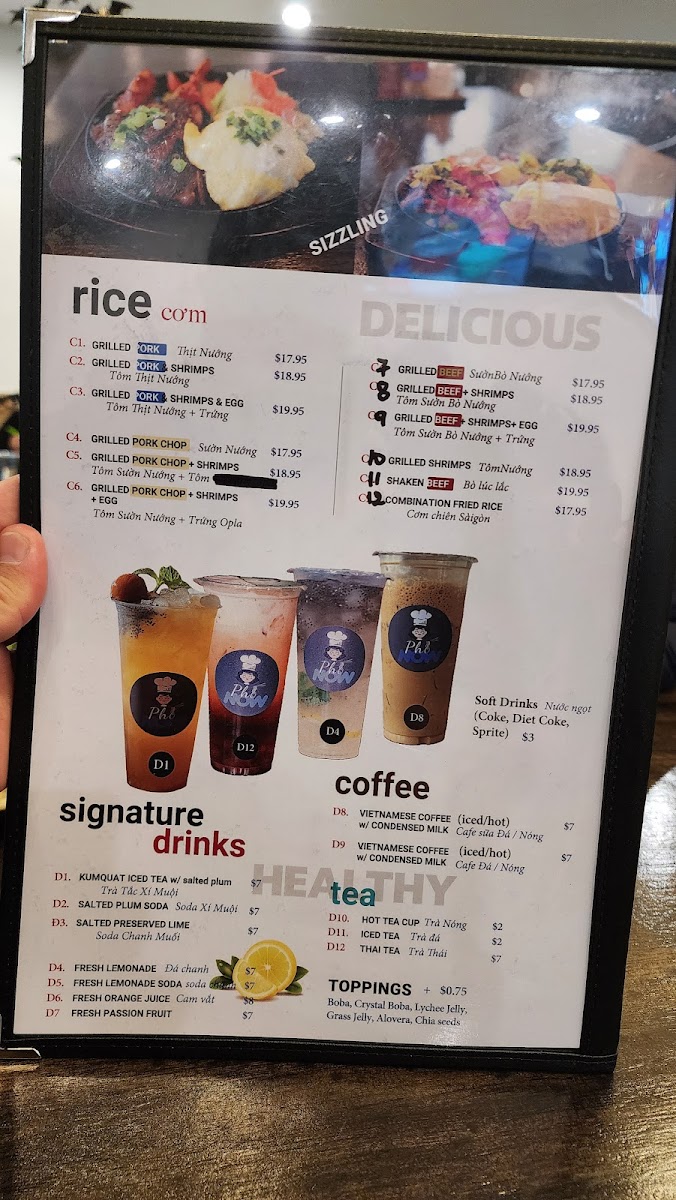 SIZZLING
rice cơm
DELICIOUS
C1. GRILLED PORK Thịt Nướng $17.95
C2. GRILLED PORK & SHRIMPS $18.95
Tôm Thịt Nướng
C3. GRILLED PORK, SHRIMPS & EGG $19.95
Tôm Thịt Nướng + Trứng
C4. GRILLED PORK CHOP Sườn Nướng $17.95
C5. GRILLED PORK CHOP + SHRIMPS $18.95
Tôm Sườn Nướng + Tôm
C6. GRILLED PORK CHOP + SHRIMPS $19.95
+ EGG
Tôm Sườn Nướng + Trứng Opla
C7 GRILLED BEEF SườnBò Nướng $17.95
C8 GRILLED BEEF + SHRIMPS $18.95
Tôm Sườn Bò Nướng
C9 GRILLED BEEF + SHRIMPS+ EGG $19.95
Tôm Sườn Bò Nướng + Trứng
C10 GRILLED SHRIMPS TômNướng $18.95
C11 SHAKEN BEEF Bò lúc lắc $19.95
C12 COMBINATION FRIED RICE $17.95
Cơm chiên Sàigòn
Phở
D1
Phở
NOW
D12
Phở
NOW
D4
Phở
NOW
D8
Soft Drinks Nước ngọt
(Coke, Diet Coke,
Sprite) $3
coffee
D8. VIETNAMESE COFFEE (iced/hot) $7
w/ CONDENSED MILK Cafe sữa Đá / Nóng
D9 VIETNAMESE COFFEE (iced/hot) $7
w/ CONDENSED MILK Cafe Đá / Nóng
signature
drinks
HEALTHY
D1. KUMQUAT ICED TEA w/ salted plum $7
Trà Tắc Xí Muội
D2. SALTED PLUM SODA Soda Xí Muội $7
Đ3. SALTED PRESERVED LIME $7
Soda Chanh Muối
D4. FRESH LEMONADE Đá chanh $7
D5. FRESH LEMONADE SODA soda chanh $7
D6. FRESH ORANGE JUICE Cam vắt $8
D7 FRESH PASSION FRUIT $7
tea
D10. HOT TEA CUP Trà Nóng $2
D11. ICED TEA Trà đá $2
D12 THAI TEA Trà Thái $7
TOPPINGS + $0.75
Boba, Crystal Boba, Lychee Jelly,
Grass Jelly, Alovera, Chia seeds